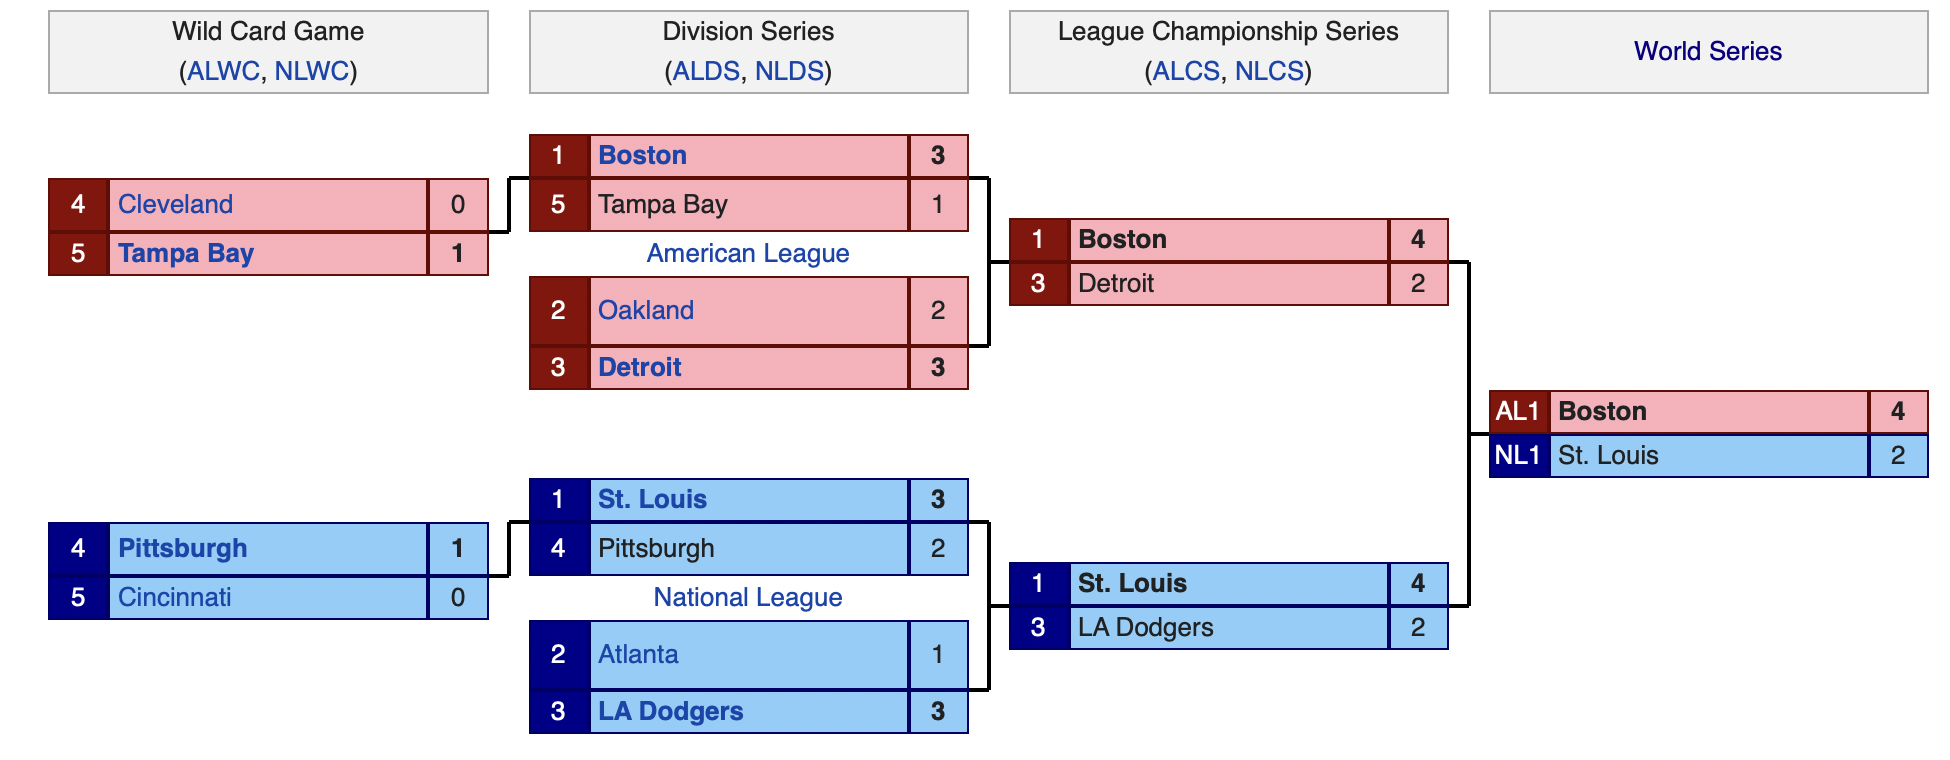 Wild Card Game
(ALWC, NLWC)
Division Series
(ALDS, NLDS)
League Championship Series
(ALCS, NLCS)
World Series
4 Cleveland 0
5 Tampa Bay 1
1 Boston 3
5 Tampa Bay 1
American League
2 Oakland 2
3 Detroit 3
1 Boston 4
3 Detroit 2
AL1 Boston 4
NL1 St. Louis 2
4 Pittsburgh 1
5 Cincinnati 0
1 St. Louis 3
4 Pittsburgh 2
National League
2 Atlanta 1
3 LA Dodgers 3
1 St. Louis 4
3 LA Dodgers 2